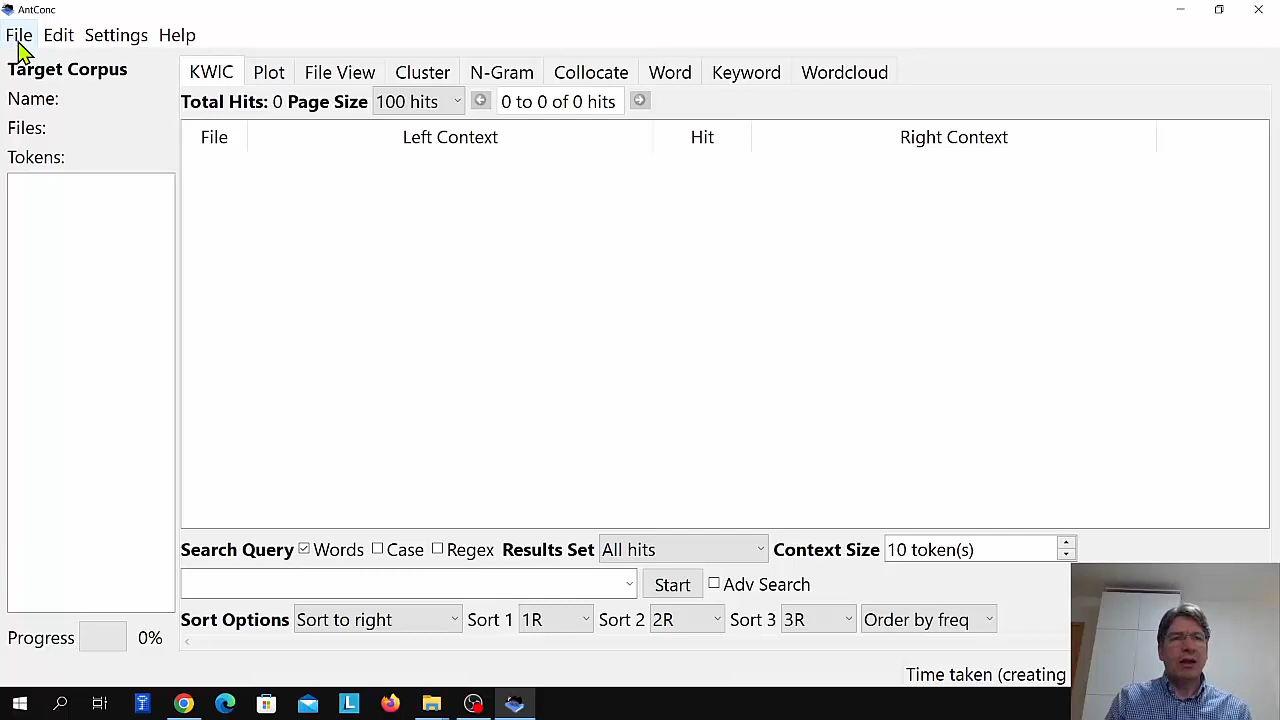 AntConc
File Edit Settings Help
Target Corpus
Name:
Files:
Tokens:
Progress 0%
KWIC Plot File View Cluster N-Gram Collocate Word Keyword Wordcloud
Total Hits: 0 Page Size 100 hits 0 to 0 of 0 hits
File Left Context Hit Right Context
Search Query Words Case Regex Results Set All hits Context Size 10 token(s)
Start Adv Search
Sort Options Sort to right Sort 1 1R Sort 2 2R Sort 3 3R Order by freq
Time taken (creating